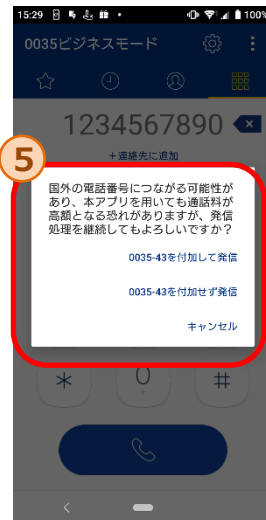 15:29 100%
0035ビジネスモード
1234567890
+連絡先に追加
5
国外の電話番号につながる可能性が
あり、本アプリを用いても通話料が
高額となる恐れがありますが、発信
処理を継続してもよろしいですか?
0035-43を付加して発信
0035-43を付加せず発信
キャンセル
* 0 #
+